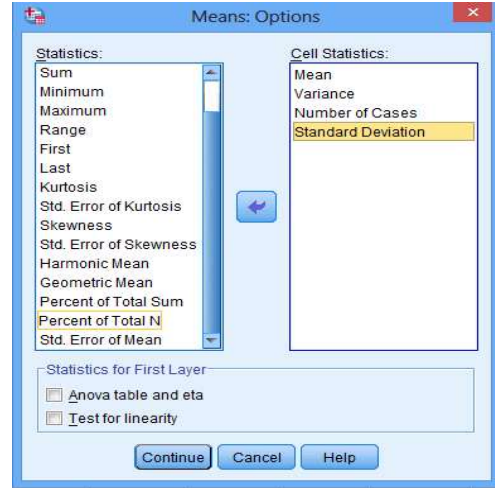 Means: Options
Statistics:
Sum
Minimum
Maximum
Range
First
Last
Kurtosis
Std. Error of Kurtosis
Skewness
Std. Error of Skewness
Harmonic Mean
Geometric Mean
Percent of Total Sum
Percent of Total N
Std. Error of Mean
Cell Statistics:
Mean
Variance
Number of Cases
Standard Deviation
Statistics for First Layer
Anova table and eta
Test for linearity
Continue Cancel Help